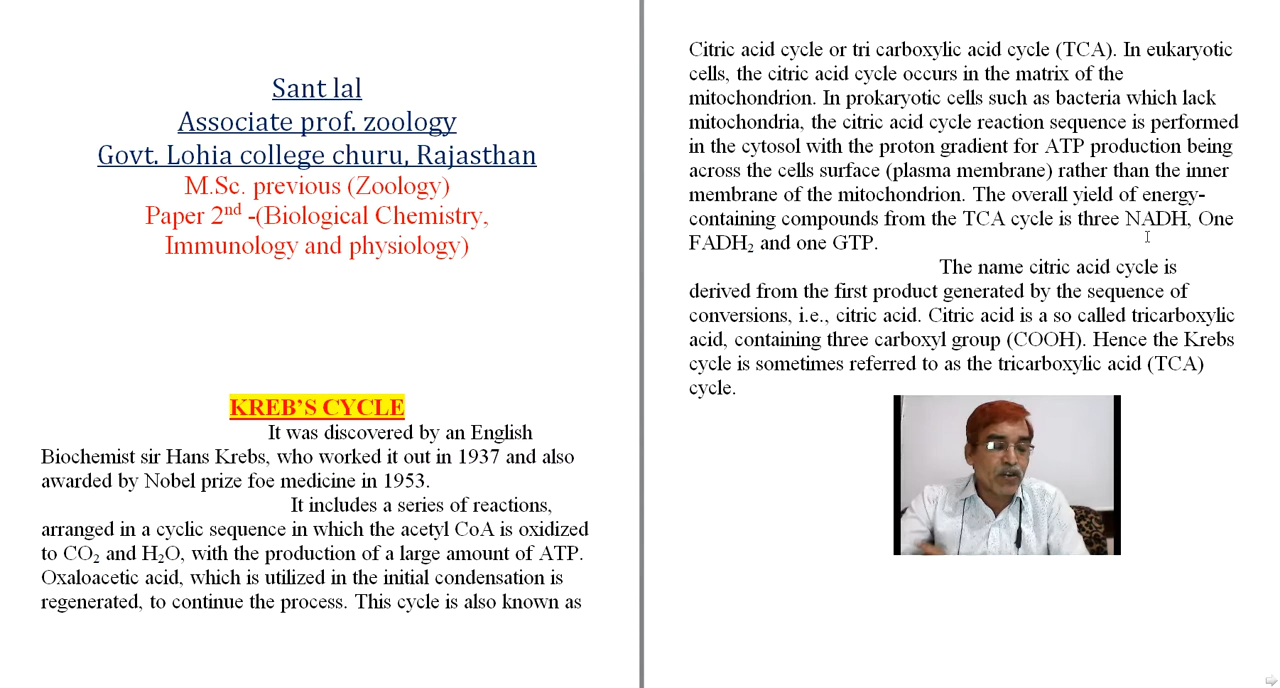 Sant lal
Associate prof. zoology
Govt. Lohia college churu, Rajasthan
M.Sc. previous (Zoology)
Paper 2nd -(Biological Chemistry,
Immunology and physiology)
KREB'S CYCLE
It was discovered by an English
Biochemist sir Hans Krebs, who worked it out in 1937 and also
awarded by Nobel prize foe medicine in 1953.
It includes a series of reactions,
arranged in a cyclic sequence in which the acetyl CoA is oxidized
to CO₂ and H₂O, with the production of a large amount of ATP.
Oxaloacetic acid, which is utilized in the initial condensation is
regenerated, to continue the process. This cycle is also known as
Citric acid cycle or tri carboxylic acid cycle (TCA). In eukaryotic
cells, the citric acid cycle occurs in the matrix of the
mitochondrion. In prokaryotic cells such as bacteria which lack
mitochondria, the citric acid cycle reaction sequence is performed
in the cytosol with the proton gradient for ATP production being
across the cells surface (plasma membrane) rather than the inner
membrane of the mitochondrion. The overall yield of energy-
containing compounds from the TCA cycle is three NADH, One
FADH₂ and one GTP.
The name citric acid cycle is
derived from the first product generated by the sequence of
conversions, i.e., citric acid. Citric acid is a so called tricarboxylic
acid, containing three carboxyl group (COOH). Hence the Krebs
cycle is sometimes referred to as the tricarboxylic acid (TCA)
cycle.